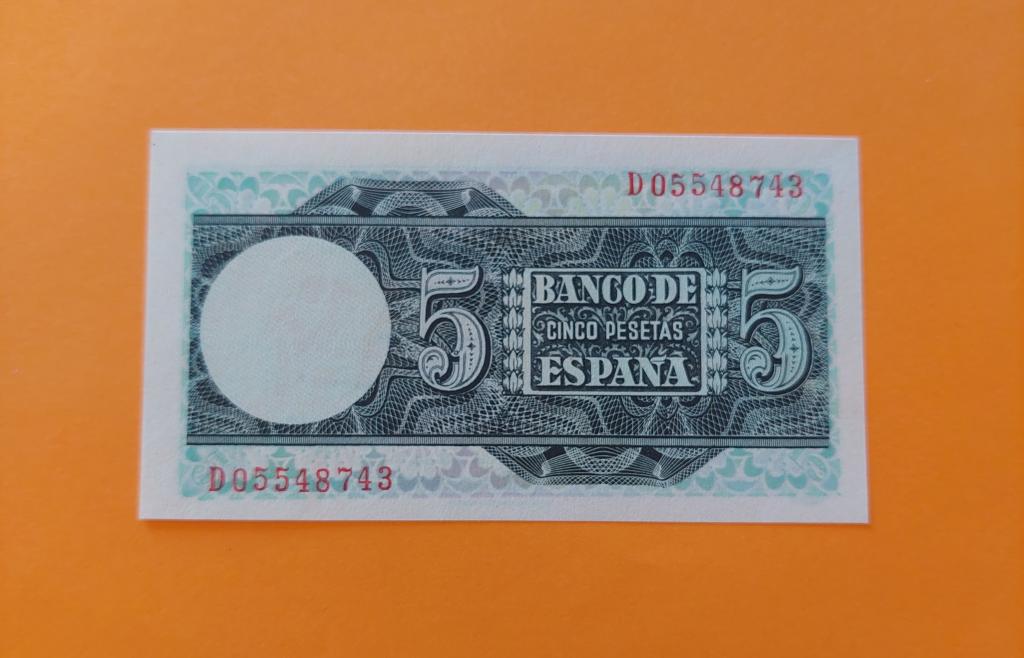 D05548743
5
BANCO DE
CINCO PESETAS
ESPAÑA
5
D05548743